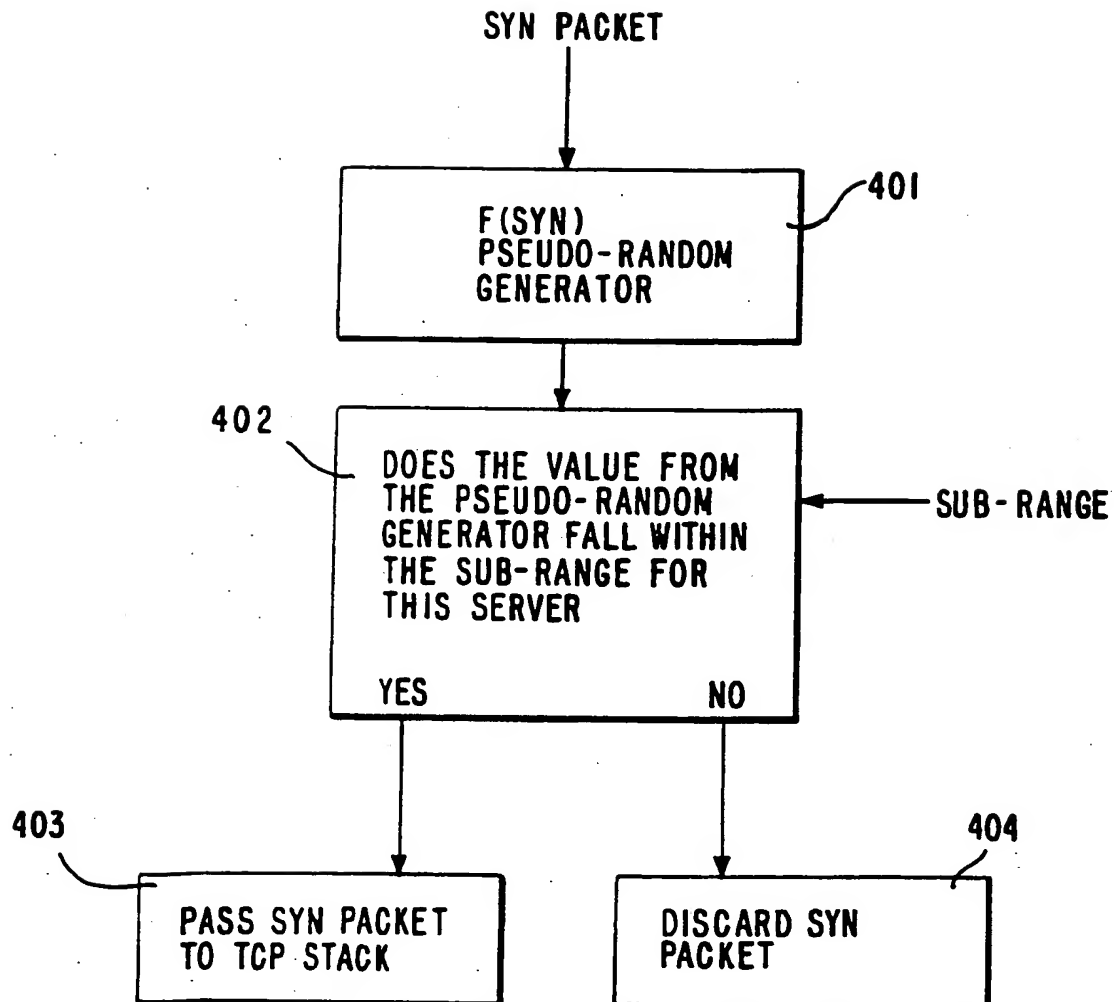 SYN PACKET
401
F(SYN)
PSEUDO-RANDOM
GENERATOR
402
DOES THE VALUE FROM
THE PSEUDO-RANDOM
GENERATOR FALL WITHIN
THE SUB-RANGE FOR
THIS SERVER
SUB-RANGE
YES
NO
403
404
PASS SYN PACKET
TO TCP STACK
DISCARD SYN
PACKET